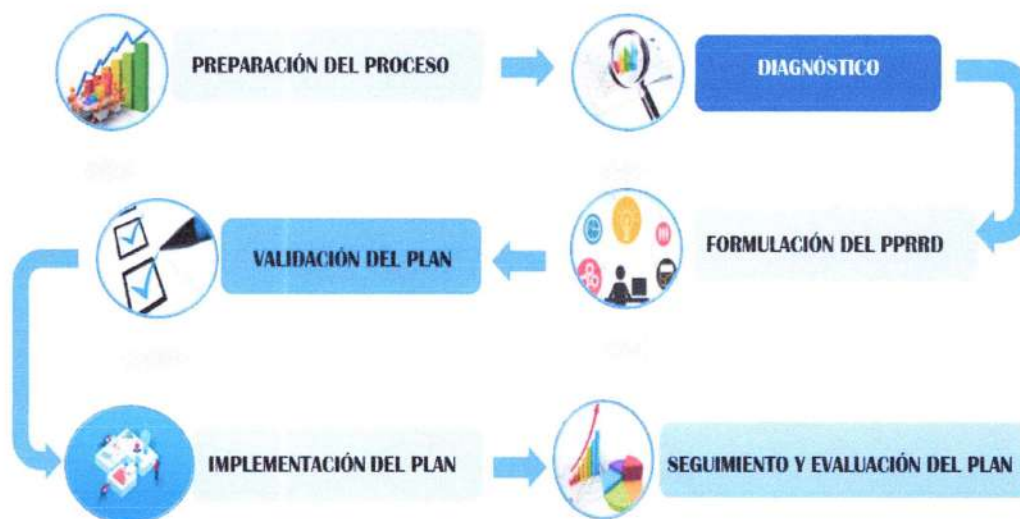 PREPARACIÓN DEL PROCESO
DIAGNÓSTICO
FORMULACIÓN DEL PPRRD
VALIDACIÓN DEL PLAN
IMPLEMENTACIÓN DEL PLAN
SEGUIMIENTO Y EVALUACIÓN DEL PLAN